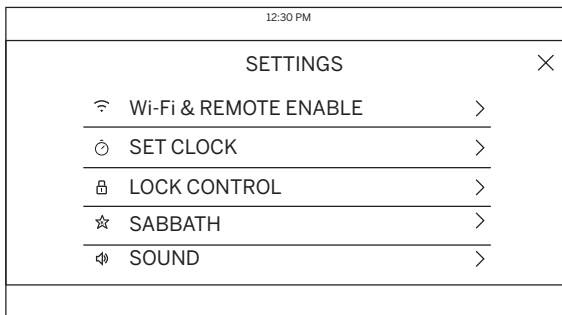 12:30 PM
SETTINGS
Wi-Fi & REMOTE ENABLE
SET CLOCK
LOCK CONTROL
SABBATH
SOUND